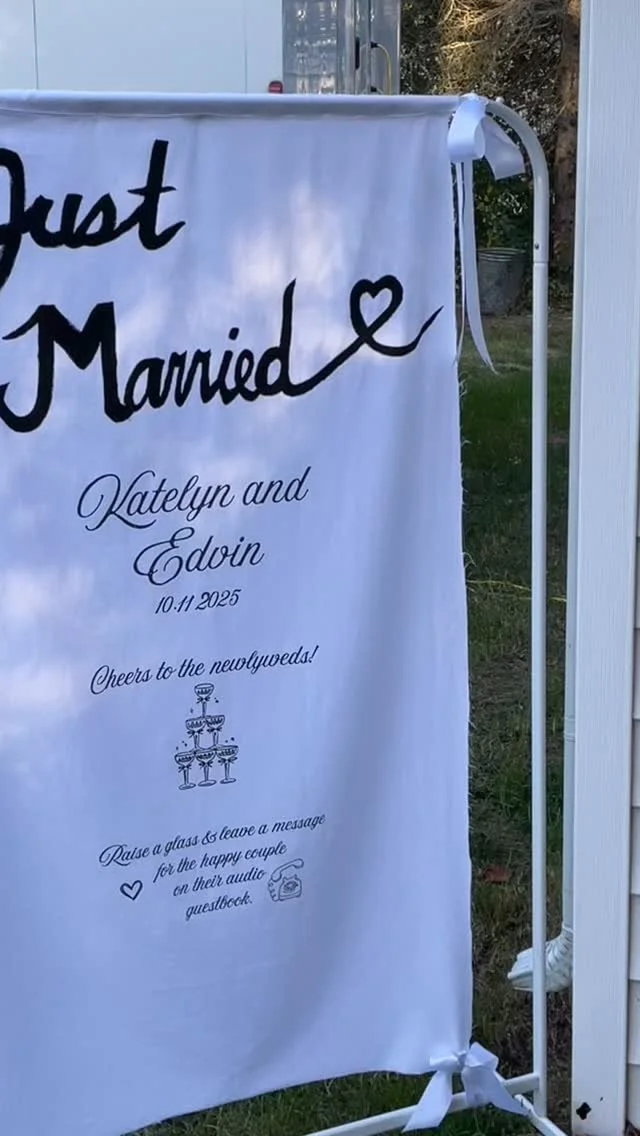 Just
Married
Katelyn and
Edvin
10.11 2025
Cheers to the newlyweds!
Raise a glass & leave a message
for the happy couple
on their audio
guestbook.